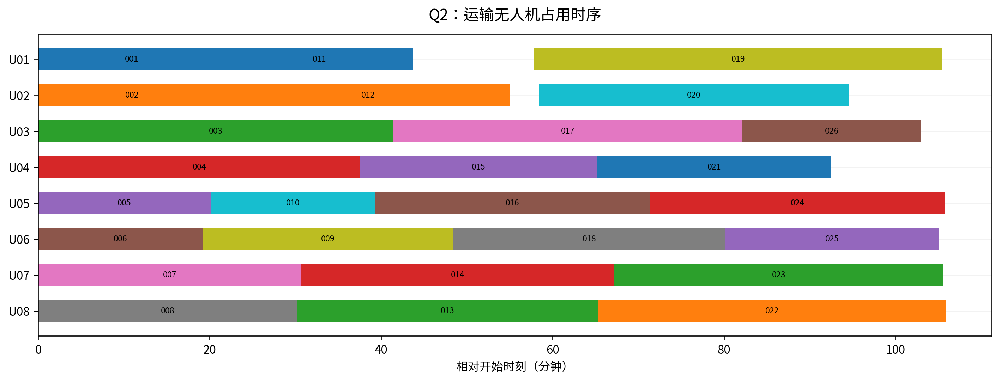 Q2：运输无人机占用时序
U01 001 011 019
U02 002 012 020
U03 003 017 026
U04 004 015 021
U05 005 010 016 024
U06 006 009 018 025
U07 007 014 023
U08 008 013 022
0 20 40 60 80 100
相对开始时刻（分钟）